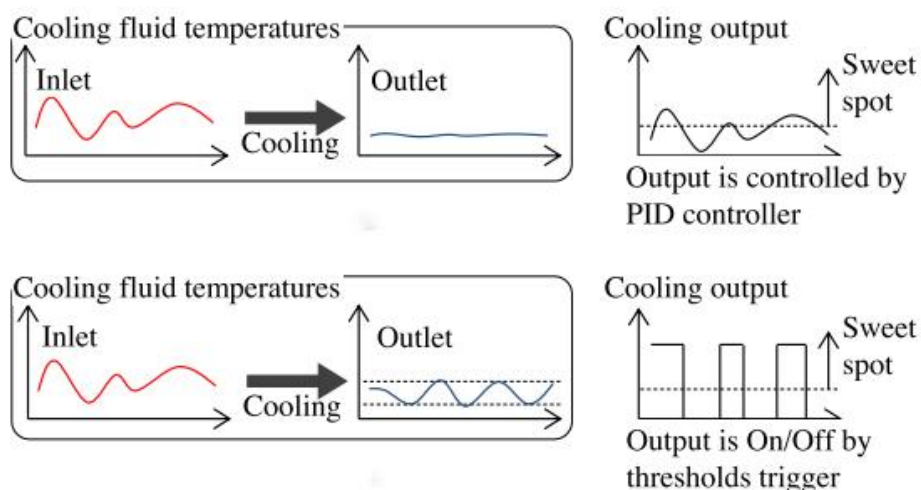 Cooling fluid temperatures
Inlet
Cooling
Outlet
Cooling output
Sweet
spot
Output is controlled by
PID controller
Cooling fluid temperatures
Inlet
Cooling
Outlet
Cooling output
Sweet
spot
Output is On/Off by
thresholds trigger